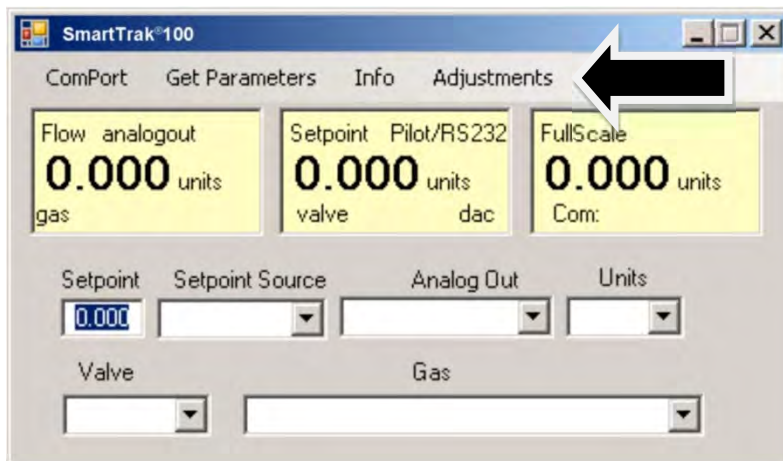 SmartTrak®100
ComPort Get Parameters Info Adjustments
Flow analogout
0.000 units
gas
Setpoint Pilot/RS232
0.000 units
valve dac
FullScale
0.000 units
Com:
Setpoint Setpoint Source Analog Out Units
0.000
Valve Gas